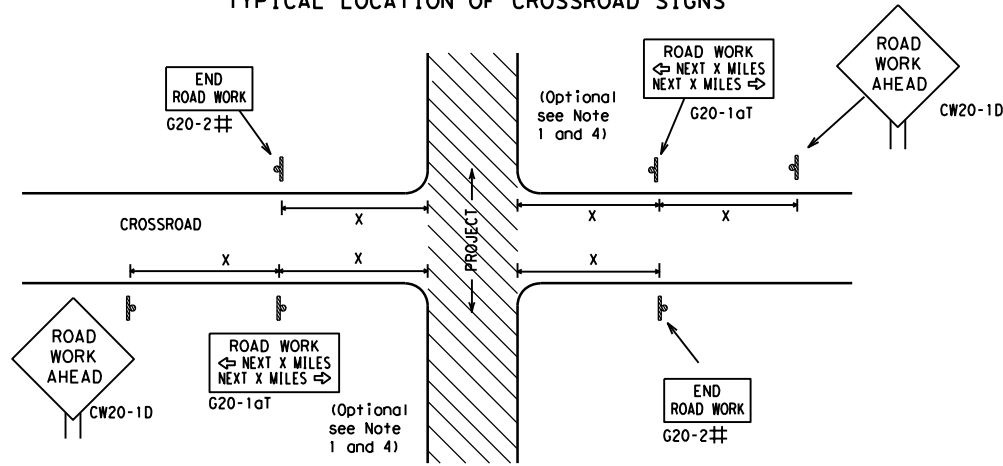 TYPICAL LOCATION OF CROSSROAD SIGNS
END
ROAD WORK
G20-2#
(Optional
see Note
1 and 4)
ROAD WORK
⇦ NEXT X MILES
NEXT X MILES ⇨
G20-1aT
ROAD
WORK
AHEAD
CW20-1D
X
X
X
CROSSROAD
PROJECT
X
X
X
ROAD
WORK
AHEAD
CW20-1D
ROAD WORK
⇦ NEXT X MILES
NEXT X MILES ⇨
G20-1aT
(Optional
see Note
1 and 4)
END
ROAD WORK
G20-2#